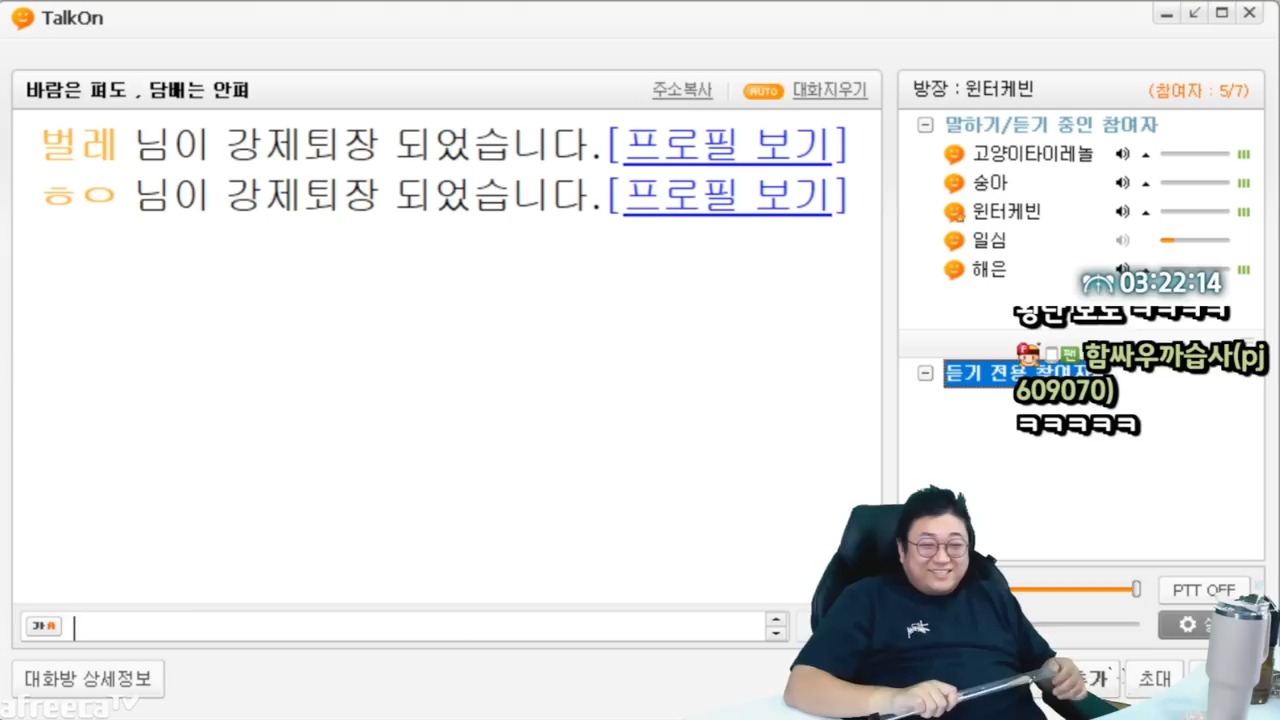 TalkOn
바람은 펴도 , 담배는 안펴
주소복사
AUTO
대화지우기
벌레 님이 강제퇴장 되었습니다.[프로필 보기]
ㅎㅇ 님이 강제퇴장 되었습니다.[프로필 보기]
방장 : 윈터케빈
(참여자 : 5/7)
말하기/듣기 중인 참여자
고양이타이레놀
숭아
윈터케빈
일심
해은
03:22:14
ㅋㅋㅋㅋ
팬 함싸우까습사(pj
609070)
ㅋㅋㅋㅋㅋ
듣기 전용 참여자
PTT OFF
가
대화방 상세정보
초대
afreecaTV